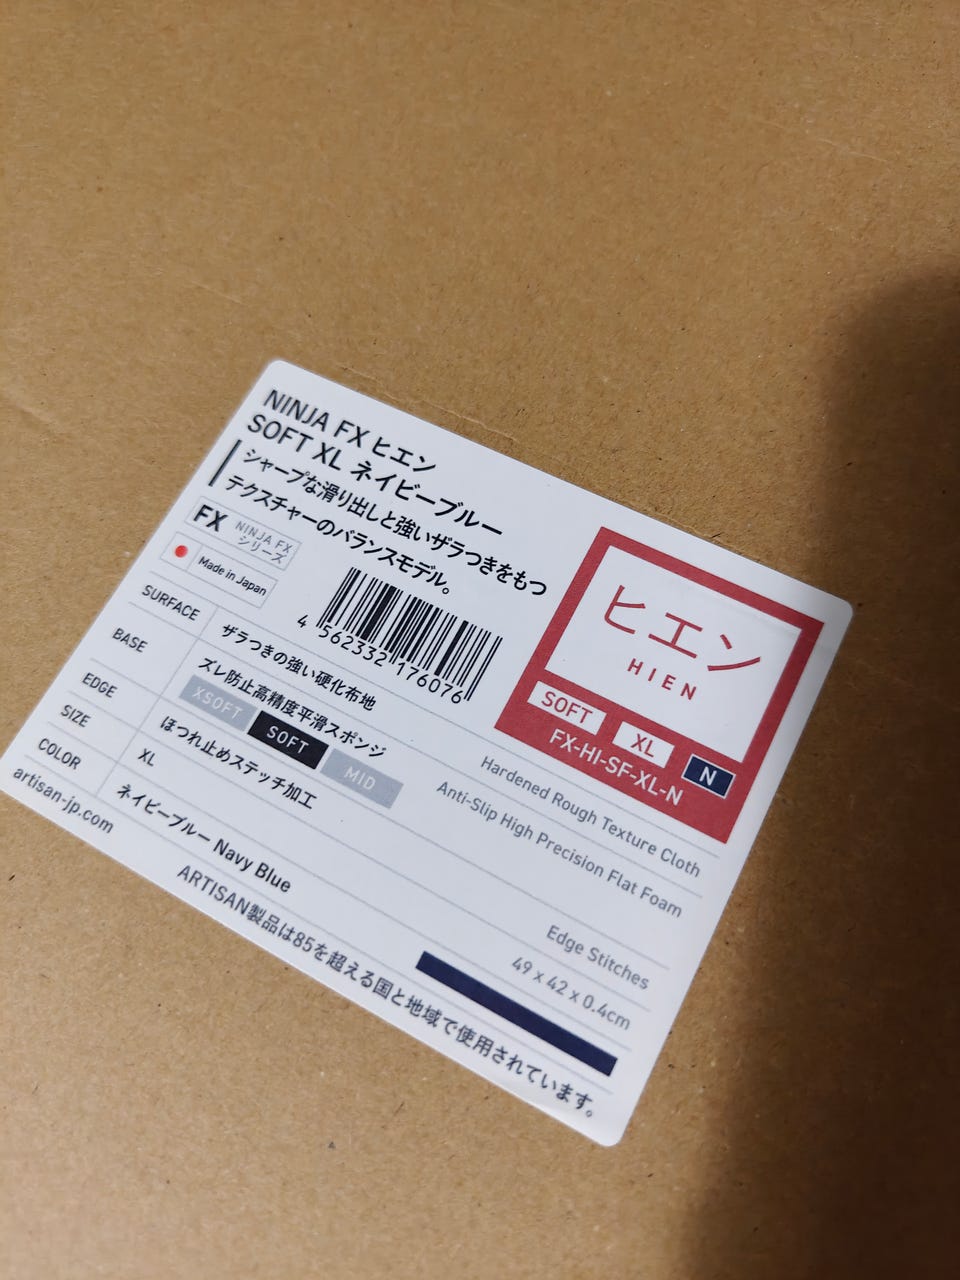 NINJA FX ヒエン
SOFT XL ネイビーブルー
シャープな滑り出しと強いザラつきをもつ
テクスチャーのバランスモデル。
FX NINJA FX
シリーズ
Made in Japan
4 562332 176076
ヒエン
HIEN
SOFT XL N
FX-HI-SF-XL-N
SURFACE ザラつきの強い硬化布地 Hardened Rough Texture Cloth
BASE ズレ防止高精度平滑スポンジ Anti-Slip High Precision Flat Foam
XSOFT SOFT MID
EDGE ほつれ止めステッチ加工 Edge Stitches
SIZE XL 49 x 42 x 0.4cm
COLOR ネイビーブルー Navy Blue
artisan-jp.com ARTISAN製品は85を超える国と地域で使用されています。